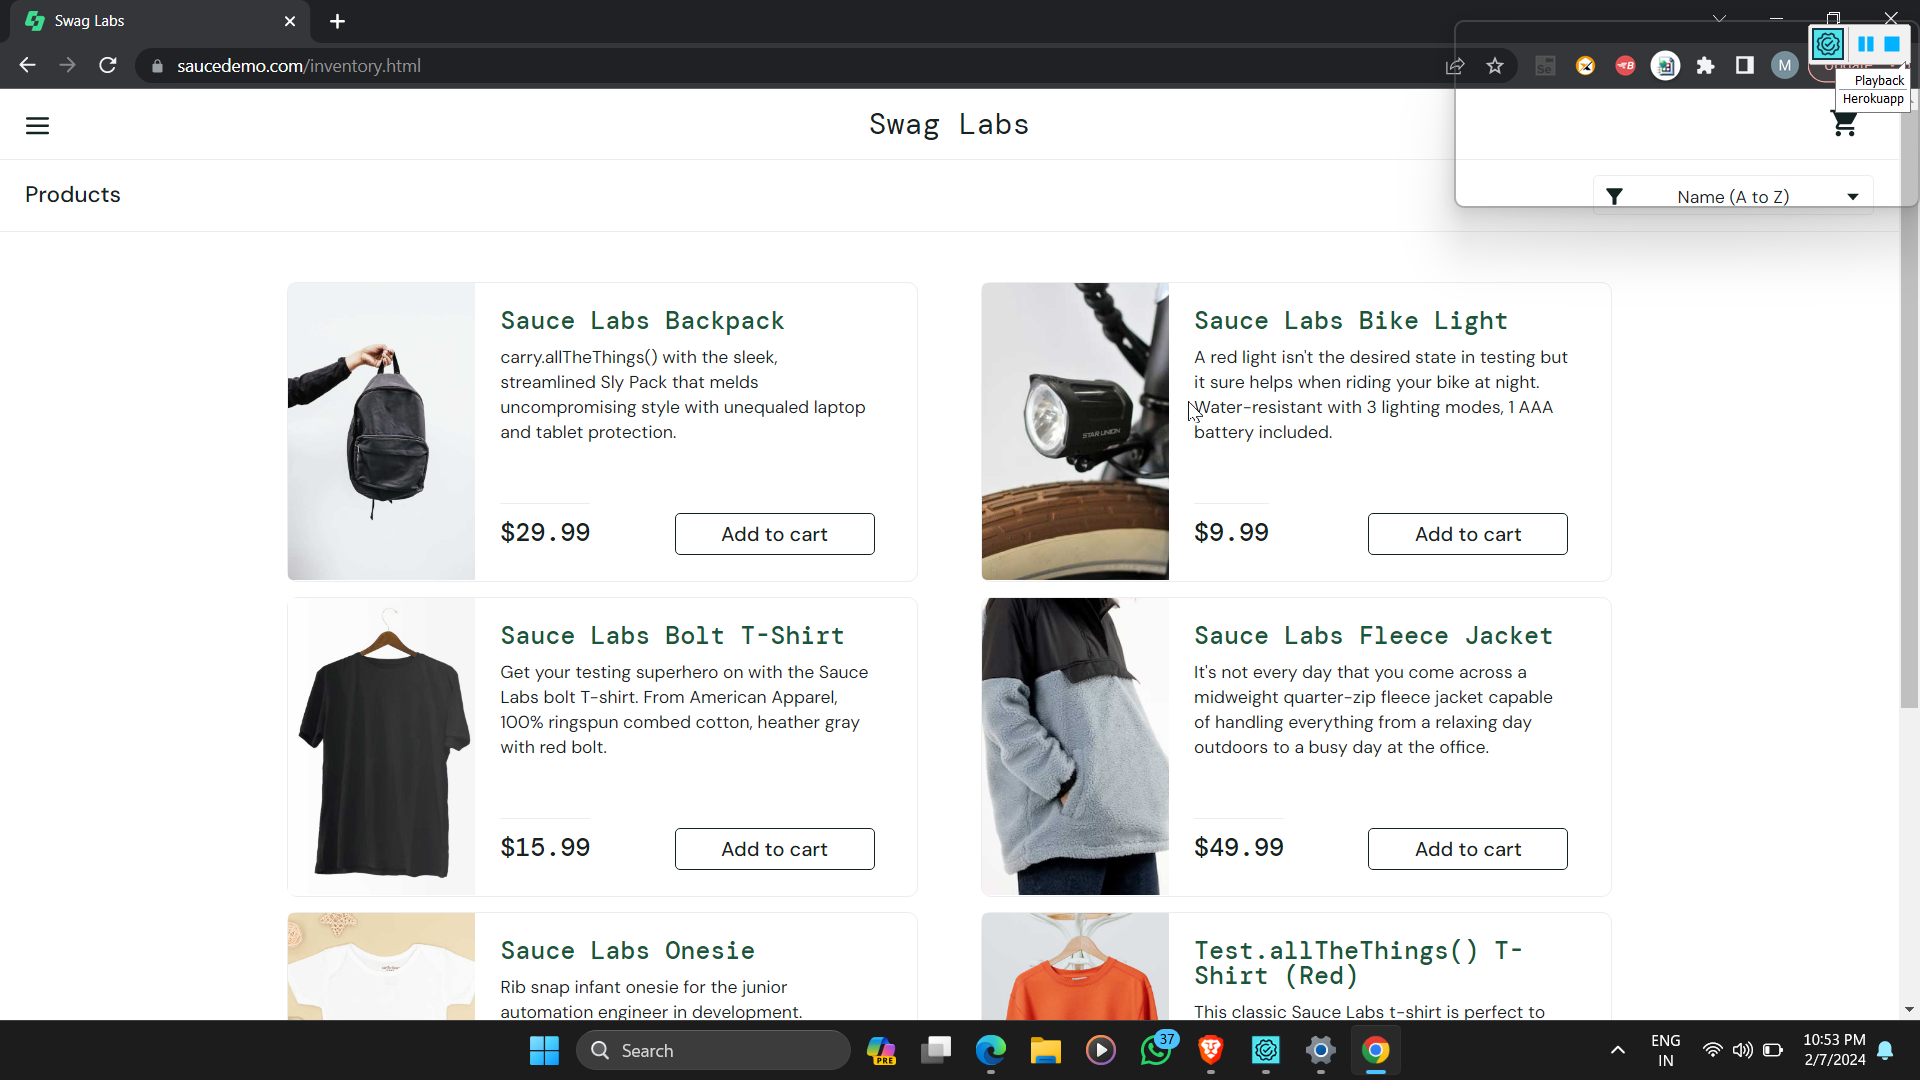 Swag Labs
saucedemo.com/inventory.html
M
Playback
Herokuapp
Swag Labs
Products
Name (A to Z)
Sauce Labs Backpack
carry.allTheThings() with the sleek,
streamlined Sly Pack that melds
uncompromising style with unequaled laptop
and tablet protection.
$29.99
Add to cart
Sauce Labs Bike Light
A red light isn't the desired state in testing but
it sure helps when riding your bike at night.
Water-resistant with 3 lighting modes, 1 AAA
battery included.
$9.99
Add to cart
STAR UNION
Sauce Labs Bolt T-Shirt
Get your testing superhero on with the Sauce
Labs bolt T-shirt. From American Apparel,
100% ringspun combed cotton, heather gray
with red bolt.
$15.99
Add to cart
Sauce Labs Fleece Jacket
It's not every day that you come across a
midweight quarter-zip fleece jacket capable
of handling everything from a relaxing day
outdoors to a busy day at the office.
$49.99
Add to cart
Sauce Labs Onesie
Rib snap infant onesie for the junior
automation engineer in development.
Test.allTheThings() T-
Shirt (Red)
This classic Sauce Labs t-shirt is perfect to
Search
PRE
37
ENG
IN
10:53 PM
2/7/2024